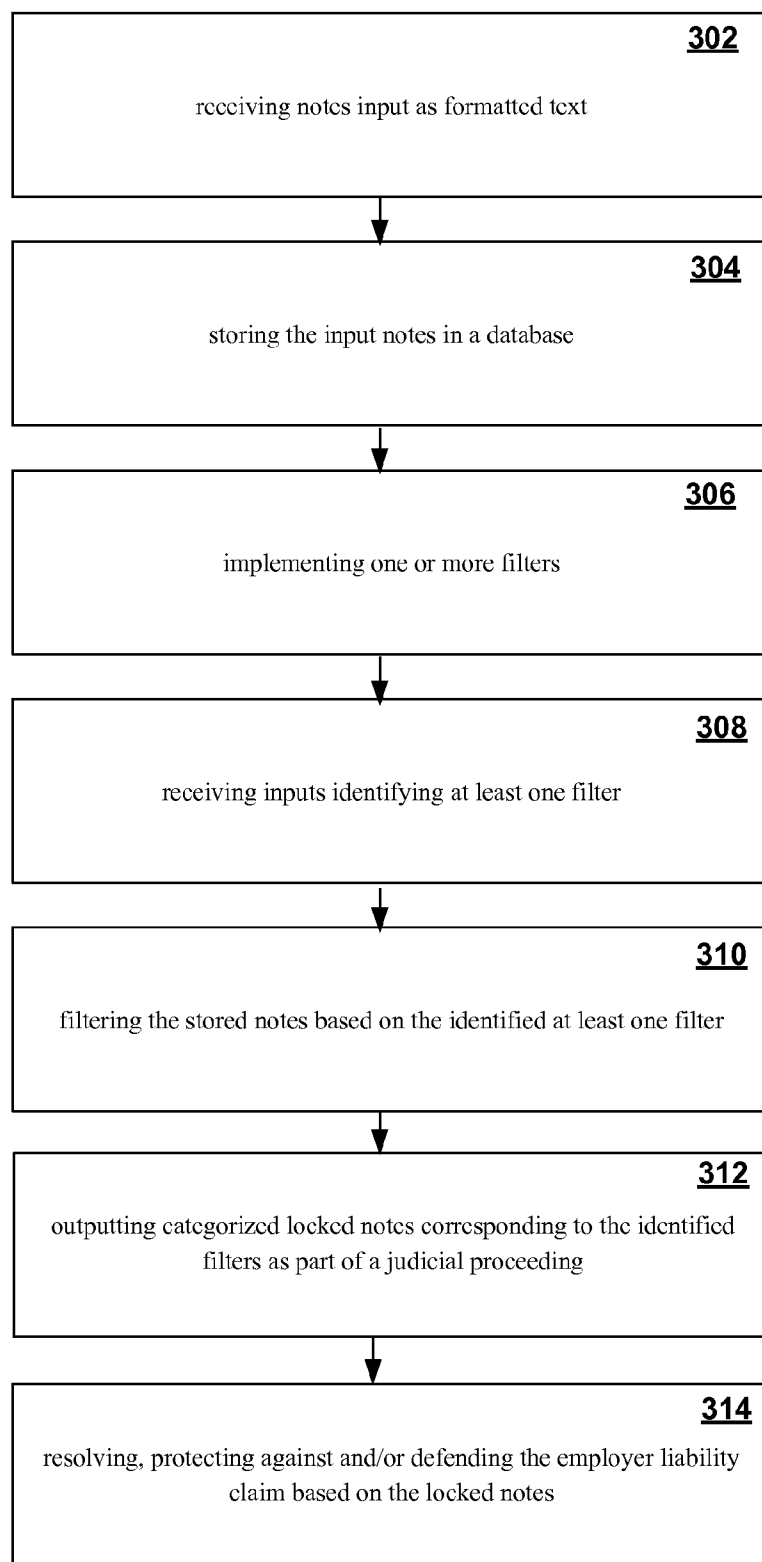 302
receiving notes input as formatted text
304
storing the input notes in a database
306
implementing one or more filters
308
receiving inputs identifying at least one filter
310
filtering the stored notes based on the identified at least one filter
312
outputting categorized locked notes corresponding to the identified
filters as part of a judicial proceeding
314
resolving, protecting against and/or defending the employer liability
claim based on the locked notes